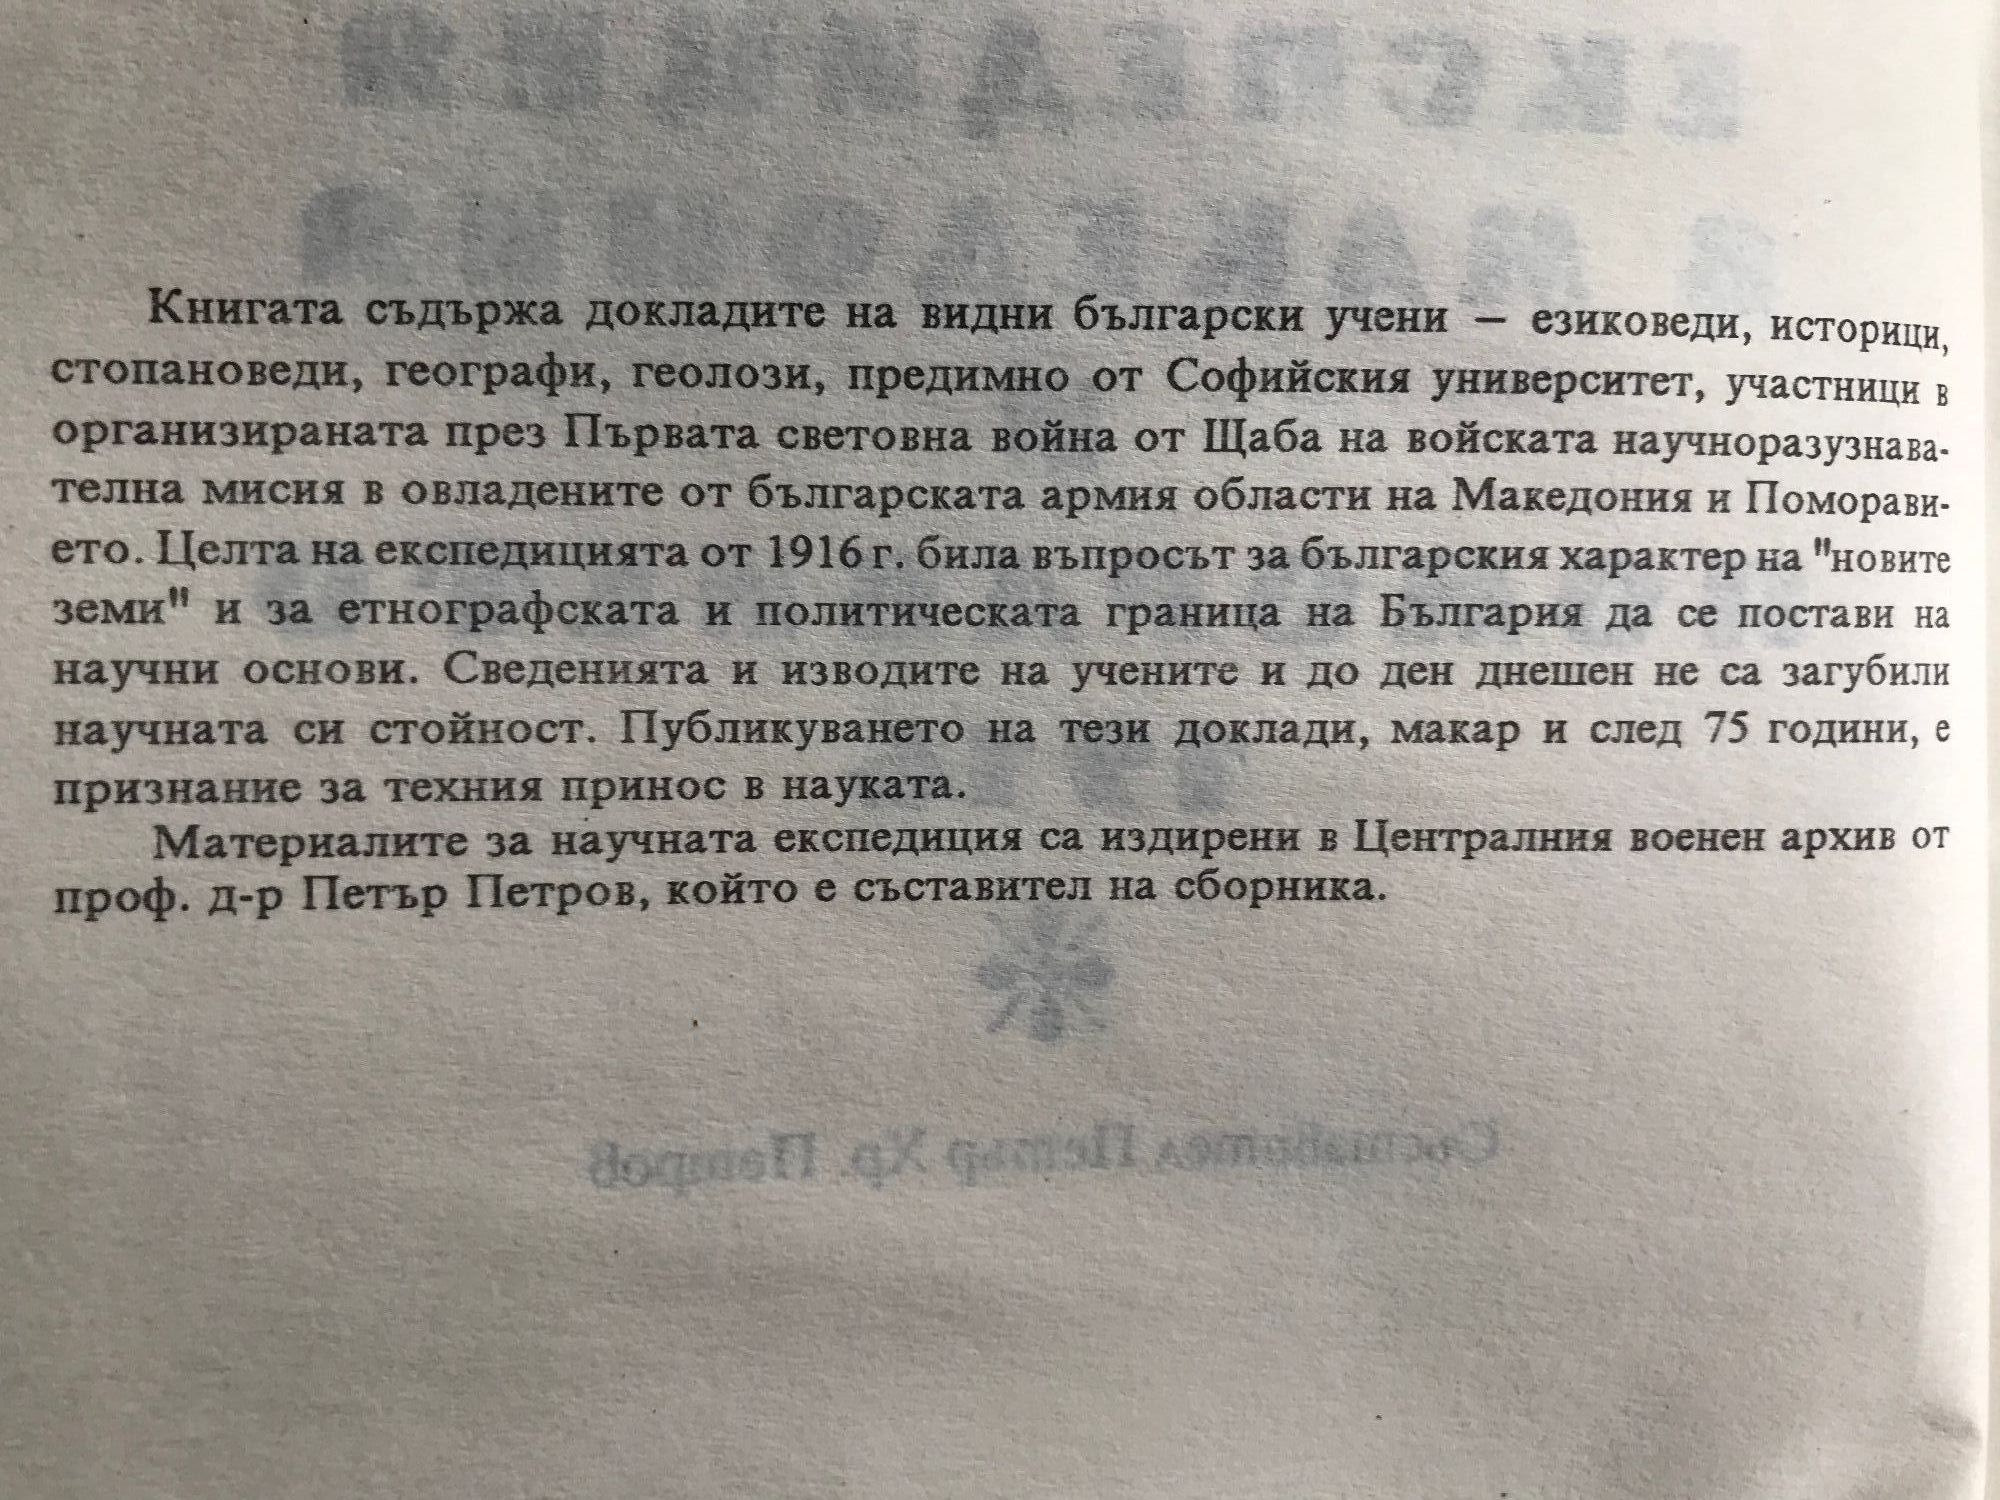 Книгата съдържа докладите на видни български учени – езиковеди, историци,
стопановеди, географи, геолози, предимно от Софийския университет, участници в
организираната през Първата световна война от Щаба на войската научноразузнава-
телна мисия в овладените от българската армия области на Македония и Поморави-
ето. Целта на експедицията от 1916 г. била въпросът за българския характер на "новите
земи" и за етнографската и политическата граница на България да се постави на
научни основи. Сведенията и изводите на учените и до ден днешен не са загубили
научната си стойност. Публикуването на тези доклади, макар и след 75 години, е
признание за техния принос в науката.
Материалите за научната експедиция са издирени в Централния военен архив от
проф. д-р Петър Петров, който е съставител на сборника.
Съставител Петър Хр. Петров